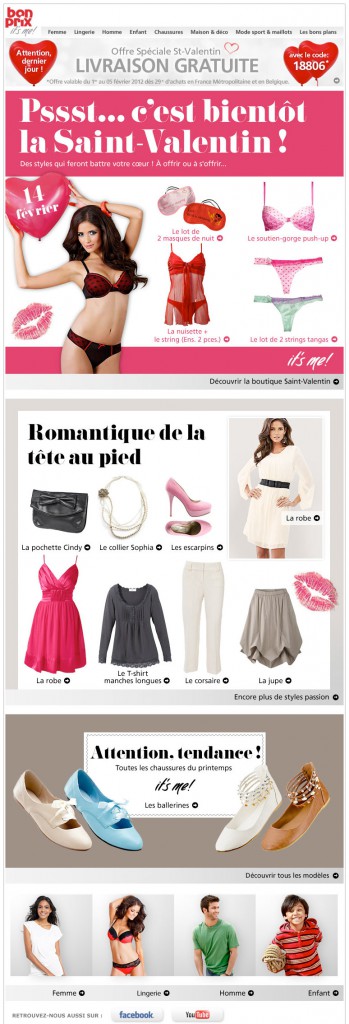 bon
prix
it's me!
Femme Lingerie Homme Enfant Chaussures Maison & déco Mode sport & maillots Les bons plans
Attention,
dernier
jour !
Offre Spéciale St-Valentin
LIVRAISON GRATUITE
*Offre valable du 1er au 05 février 2012 dès 29€ d'achats en France Métropolitaine et en Belgique.
avec le code:
18806*
Pssst... c'est bientôt
la Saint-Valentin !
Des styles qui feront battre votre cœur ! À offrir ou à s'offrir...
14
février
Le lot de
2 masques de nuit
Le soutien-gorge push-up
La nuisette +
le string (Ens. 2 pces.)
Le lot de 2 strings tangas
it's me!
Découvrir la boutique Saint-Valentin
Romantique de la
tête au pied
La robe
La pochette Cindy
Le collier Sophia
Les escarpins
La robe
Le T-shirt
manches longues
Le corsaire
La jupe
Encore plus de styles passion
Attention, tendance !
Toutes les chaussures du printemps
it's me!
Les ballerines
Découvrir tous les modèles
Femme
Lingerie
Homme
Enfant
RETROUVEZ-NOUS AUSSI SUR :
facebook
YouTube